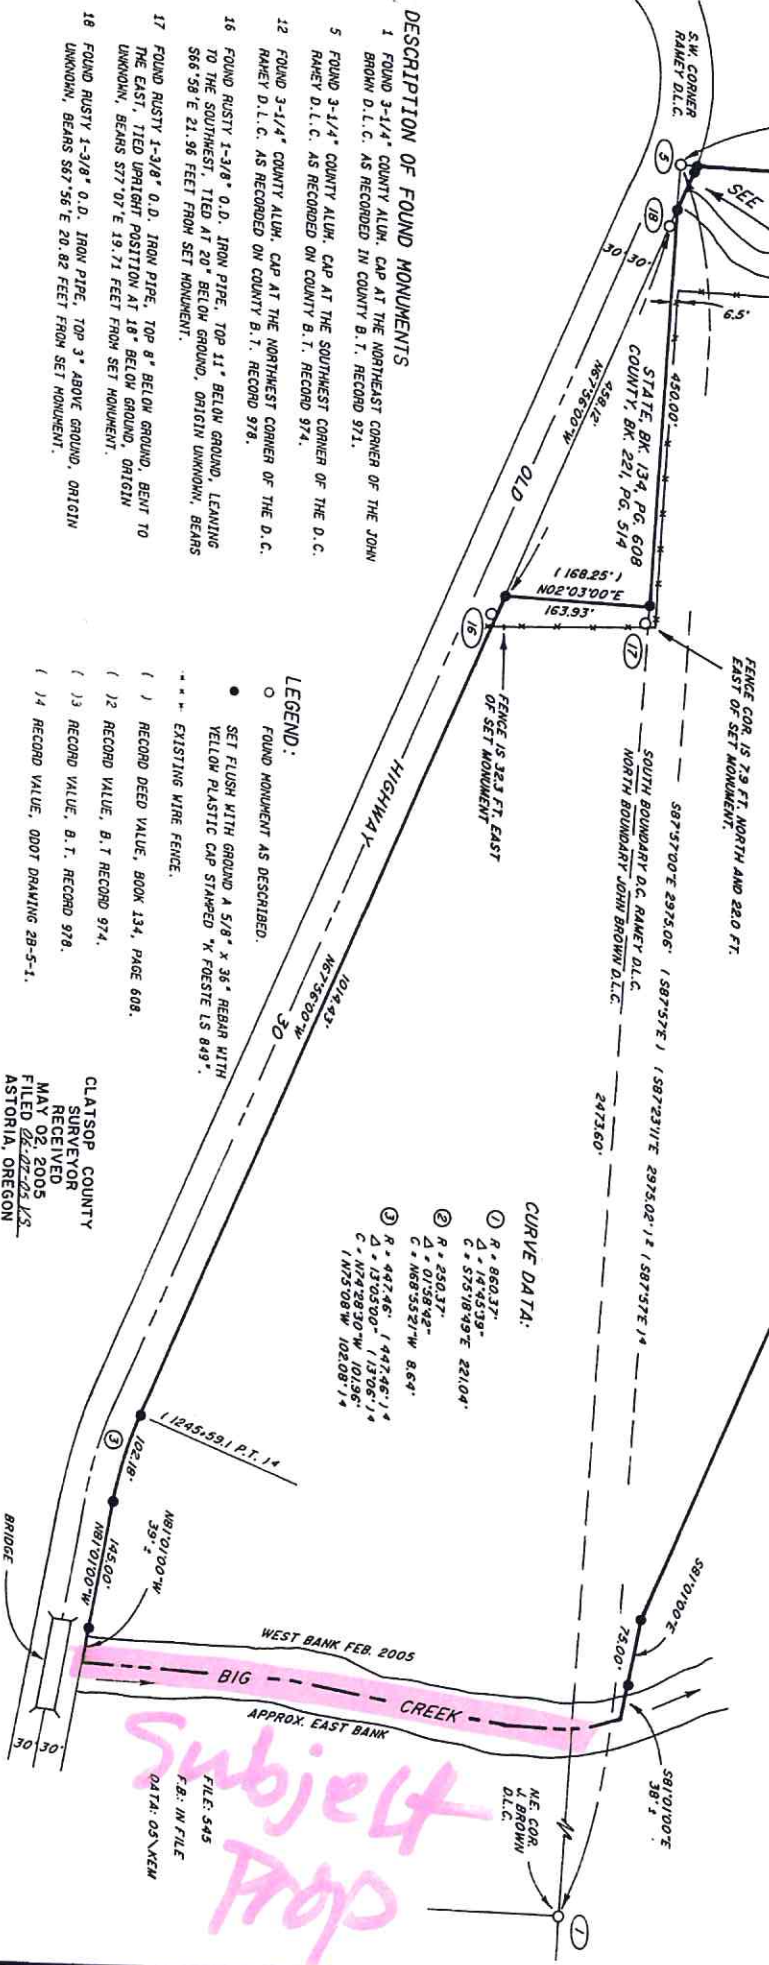 S.W. CORNER
RAMEY D.L.C.
5
18
SEE
30' 30'
6.5'
450.00'
STATE, BK. 134, PG. 608
COUNTY, BK. 221, PG. 514
458.12'
N67°56'00"W
OLD
HIGHWAY
30
(168.25')
N02°03'00"E
163.93'
16
17
FENCE COR. IS 7.9 FT. NORTH AND 22.0 FT.
EAST OF SET MONUMENT.
FENCE IS 32.3 FT. EAST
OF SET MONUMENT
S87°57'00"E 2975.06' (S87°57'E) (S87°23'11"E 2975.02')2 (S87°57'E)4
SOUTH BOUNDARY D.C. RAMEY D.L.C.
NORTH BOUNDARY JOHN BROWN D.L.C.
2473.60'
1014.43'
N67°56'00"W
DESCRIPTION OF FOUND MONUMENTS
1 FOUND 3-1/4" COUNTY ALUM. CAP AT THE NORTHEAST CORNER OF THE JOHN
BROWN D.L.C. AS RECORDED IN COUNTY B.T. RECORD 971.
5 FOUND 3-1/4" COUNTY ALUM. CAP AT THE SOUTHWEST CORNER OF THE D.C.
RAMEY D.L.C. AS RECORDED ON COUNTY B.T. RECORD 974.
12 FOUND 3-1/4" COUNTY ALUM. CAP AT THE NORTHWEST CORNER OF THE D.C.
RAMEY D.L.C. AS RECORDED ON COUNTY B.T. RECORD 978.
16 FOUND RUSTY 1-3/8" O.D. IRON PIPE, TOP 11" BELOW GROUND, LEANING
TO THE SOUTHWEST, TIED AT 20" BELOW GROUND, ORIGIN UNKNOWN, BEARS
S66°58'E 21.96 FEET FROM SET MONUMENT.
17 FOUND RUSTY 1-3/8" O.D. IRON PIPE, TOP 8" BELOW GROUND, BENT TO
THE EAST, TIED UPRIGHT POSITION AT 18" BELOW GROUND, ORIGIN
UNKNOWN, BEARS S77°07'E 19.71 FEET FROM SET MONUMENT.
18 FOUND RUSTY 1-3/8" O.D. IRON PIPE, TOP 3" ABOVE GROUND, ORIGIN
UNKNOWN, BEARS S67°56'E 20.82 FEET FROM SET MONUMENT.
LEGEND:
FOUND MONUMENT AS DESCRIBED.
SET FLUSH WITH GROUND A 5/8" x 36" REBAR WITH
YELLOW PLASTIC CAP STAMPED "K FOESTE LS 849".
EXISTING WIRE FENCE.
( ) RECORD DEED VALUE, BOOK 134, PAGE 608.
( )2 RECORD VALUE, B.T RECORD 974.
( )3 RECORD VALUE, B.T. RECORD 978.
( )4 RECORD VALUE, ODOT DRAWING 2B-5-1.
CLATSOP COUNTY
SURVEYOR
RECEIVED
MAY 02, 2005
FILED 06-07-05 VS
ASTORIA, OREGON
CURVE DATA:
1 R = 860.37'
Δ = 14°45'39"
C = S75°18'49"E 221.04'
2 R = 250.37'
Δ = 01°58'42"
C = N68°55'21"W 8.64'
3 R = 447.46' (447.46')4
Δ = 13°05'00" (13°06')4
C = N74°28'30"W 101.96'
(N75°08'W 102.08')4
(1245+59.1 P.T.)4
3
102.18'
145.00'
N81°01'00"W
N81°01'00"W
39'±
BRIDGE
30' 30'
S81°01'00"E
75.00'
S81°01'00"E
38'±
WEST BANK FEB. 2005
BIG CREEK
APPROX. EAST BANK
N.E. COR.
J. BROWN
D.L.C.
1
FILE: 545
F.B.: IN FILE
DATA: 05\KEM
Subject
Prop